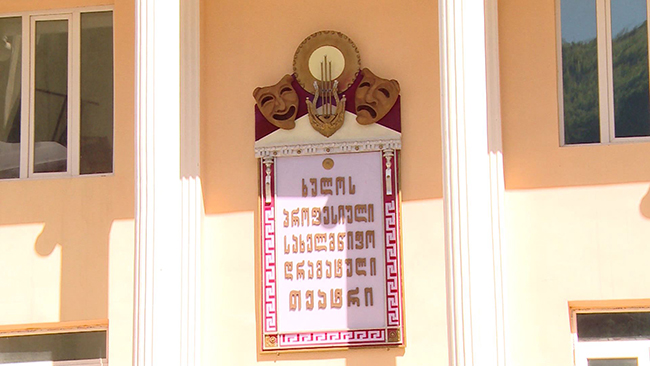 ხულოს
პროფესიული
სახელმწიფო
დრამატული
თეატრი